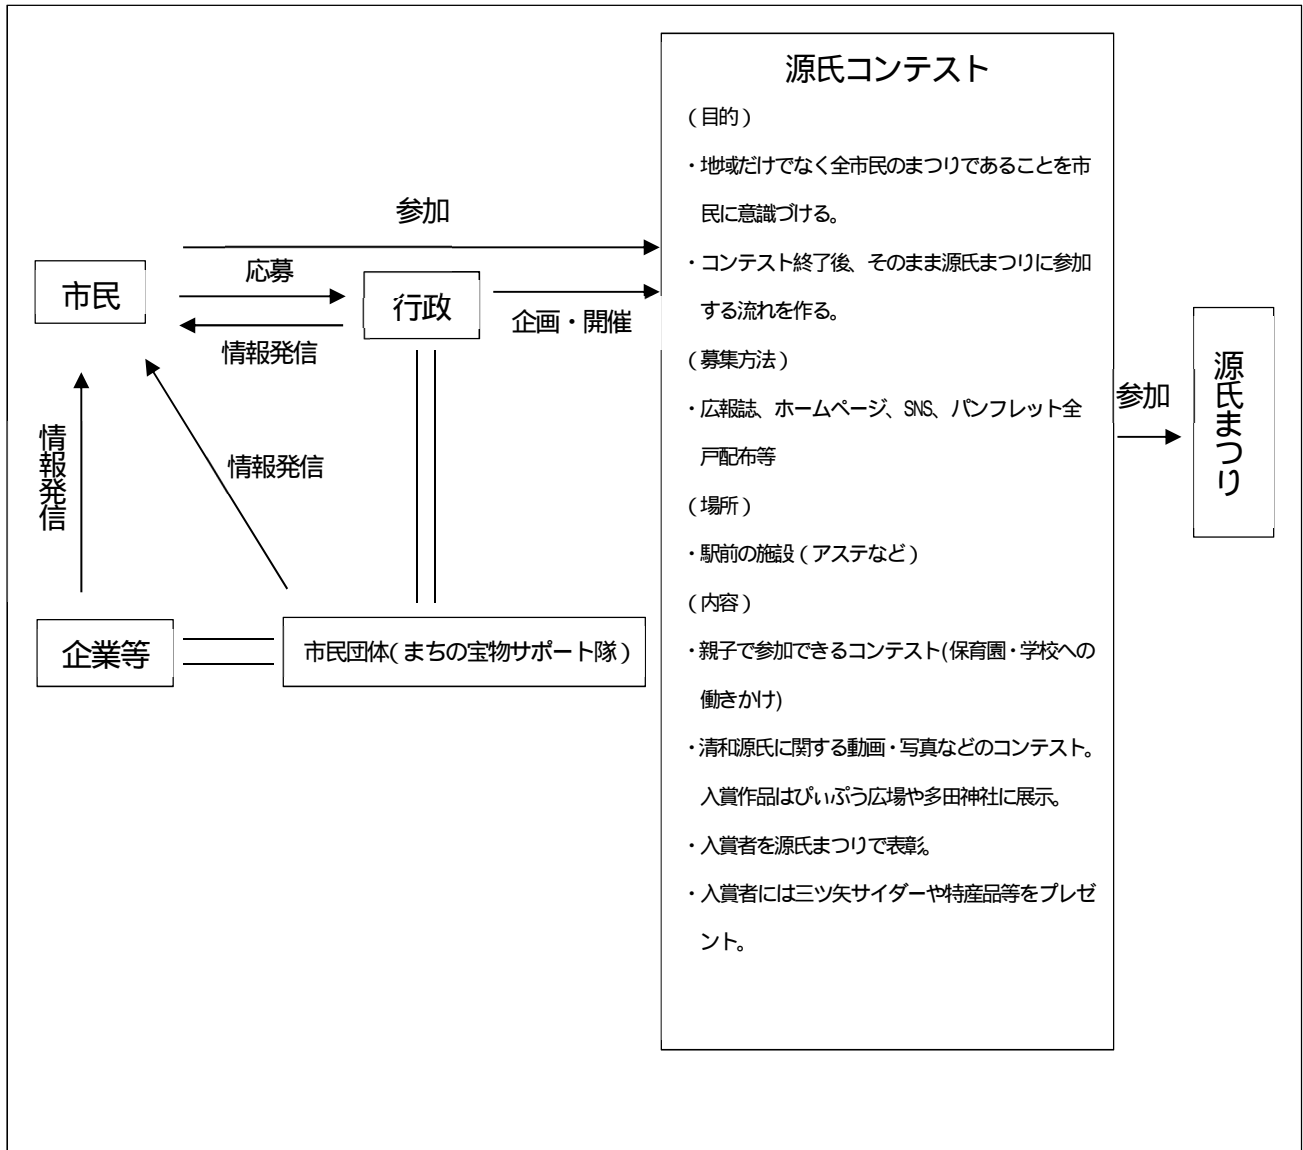 源氏コンテスト
（目的）
・地域だけでなく全市民のまつりであることを市
民に意識づける。
・コンテスト終了後、そのまま源氏まつりに参加
する流れを作る。
（募集方法）
・広報誌、ホームページ、SNS、パンフレット全
戸配布等
（場所）
・駅前の施設（アステなど）
（内容）
・親子で参加できるコンテスト(保育園・学校への
働きかけ)
・清和源氏に関する動画・写真などのコンテスト。
入賞作品はぴぃぷう広場や多田神社に展示。
・入賞者を源氏まつりで表彰。
・入賞者には三ツ矢サイダーや特産品等をプレゼ
ント。
参加
応募
市民
行政
企画・開催
情報発信
情報発信
情報発信
企業等
市民団体(まちの宝物サポート隊）
参加
源氏まつり